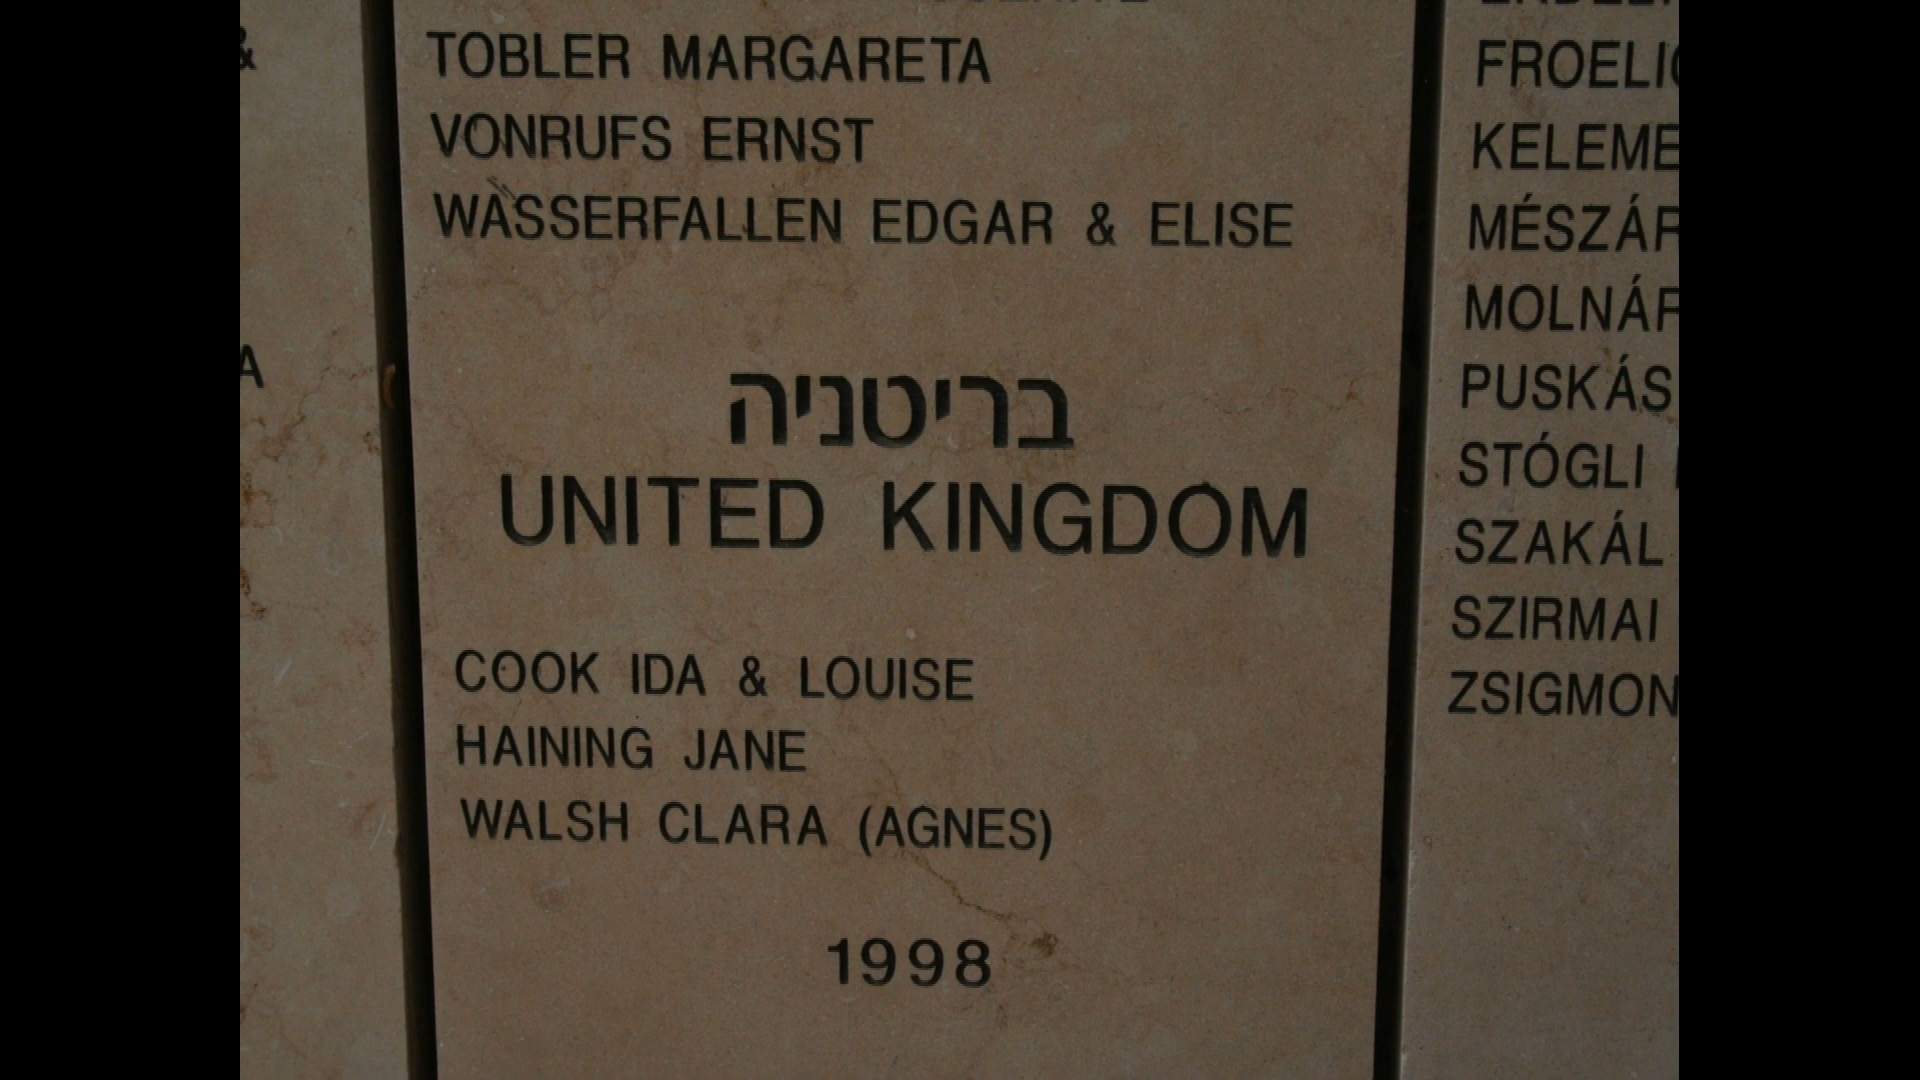 &
A
TOBLER MARGARETA
VONRUFS ERNST
WASSERFALLEN EDGAR & ELISE
בריטניה
UNITED KINGDOM
COOK IDA & LOUISE
HAINING JANE
WALSH CLARA (AGNES)
1998
FROELIC
KELEME
MÉSZÁR
MOLNÁR
PUSKÁS
STÓGLI
SZAKÁL
SZIRMAI
ZSIGMON